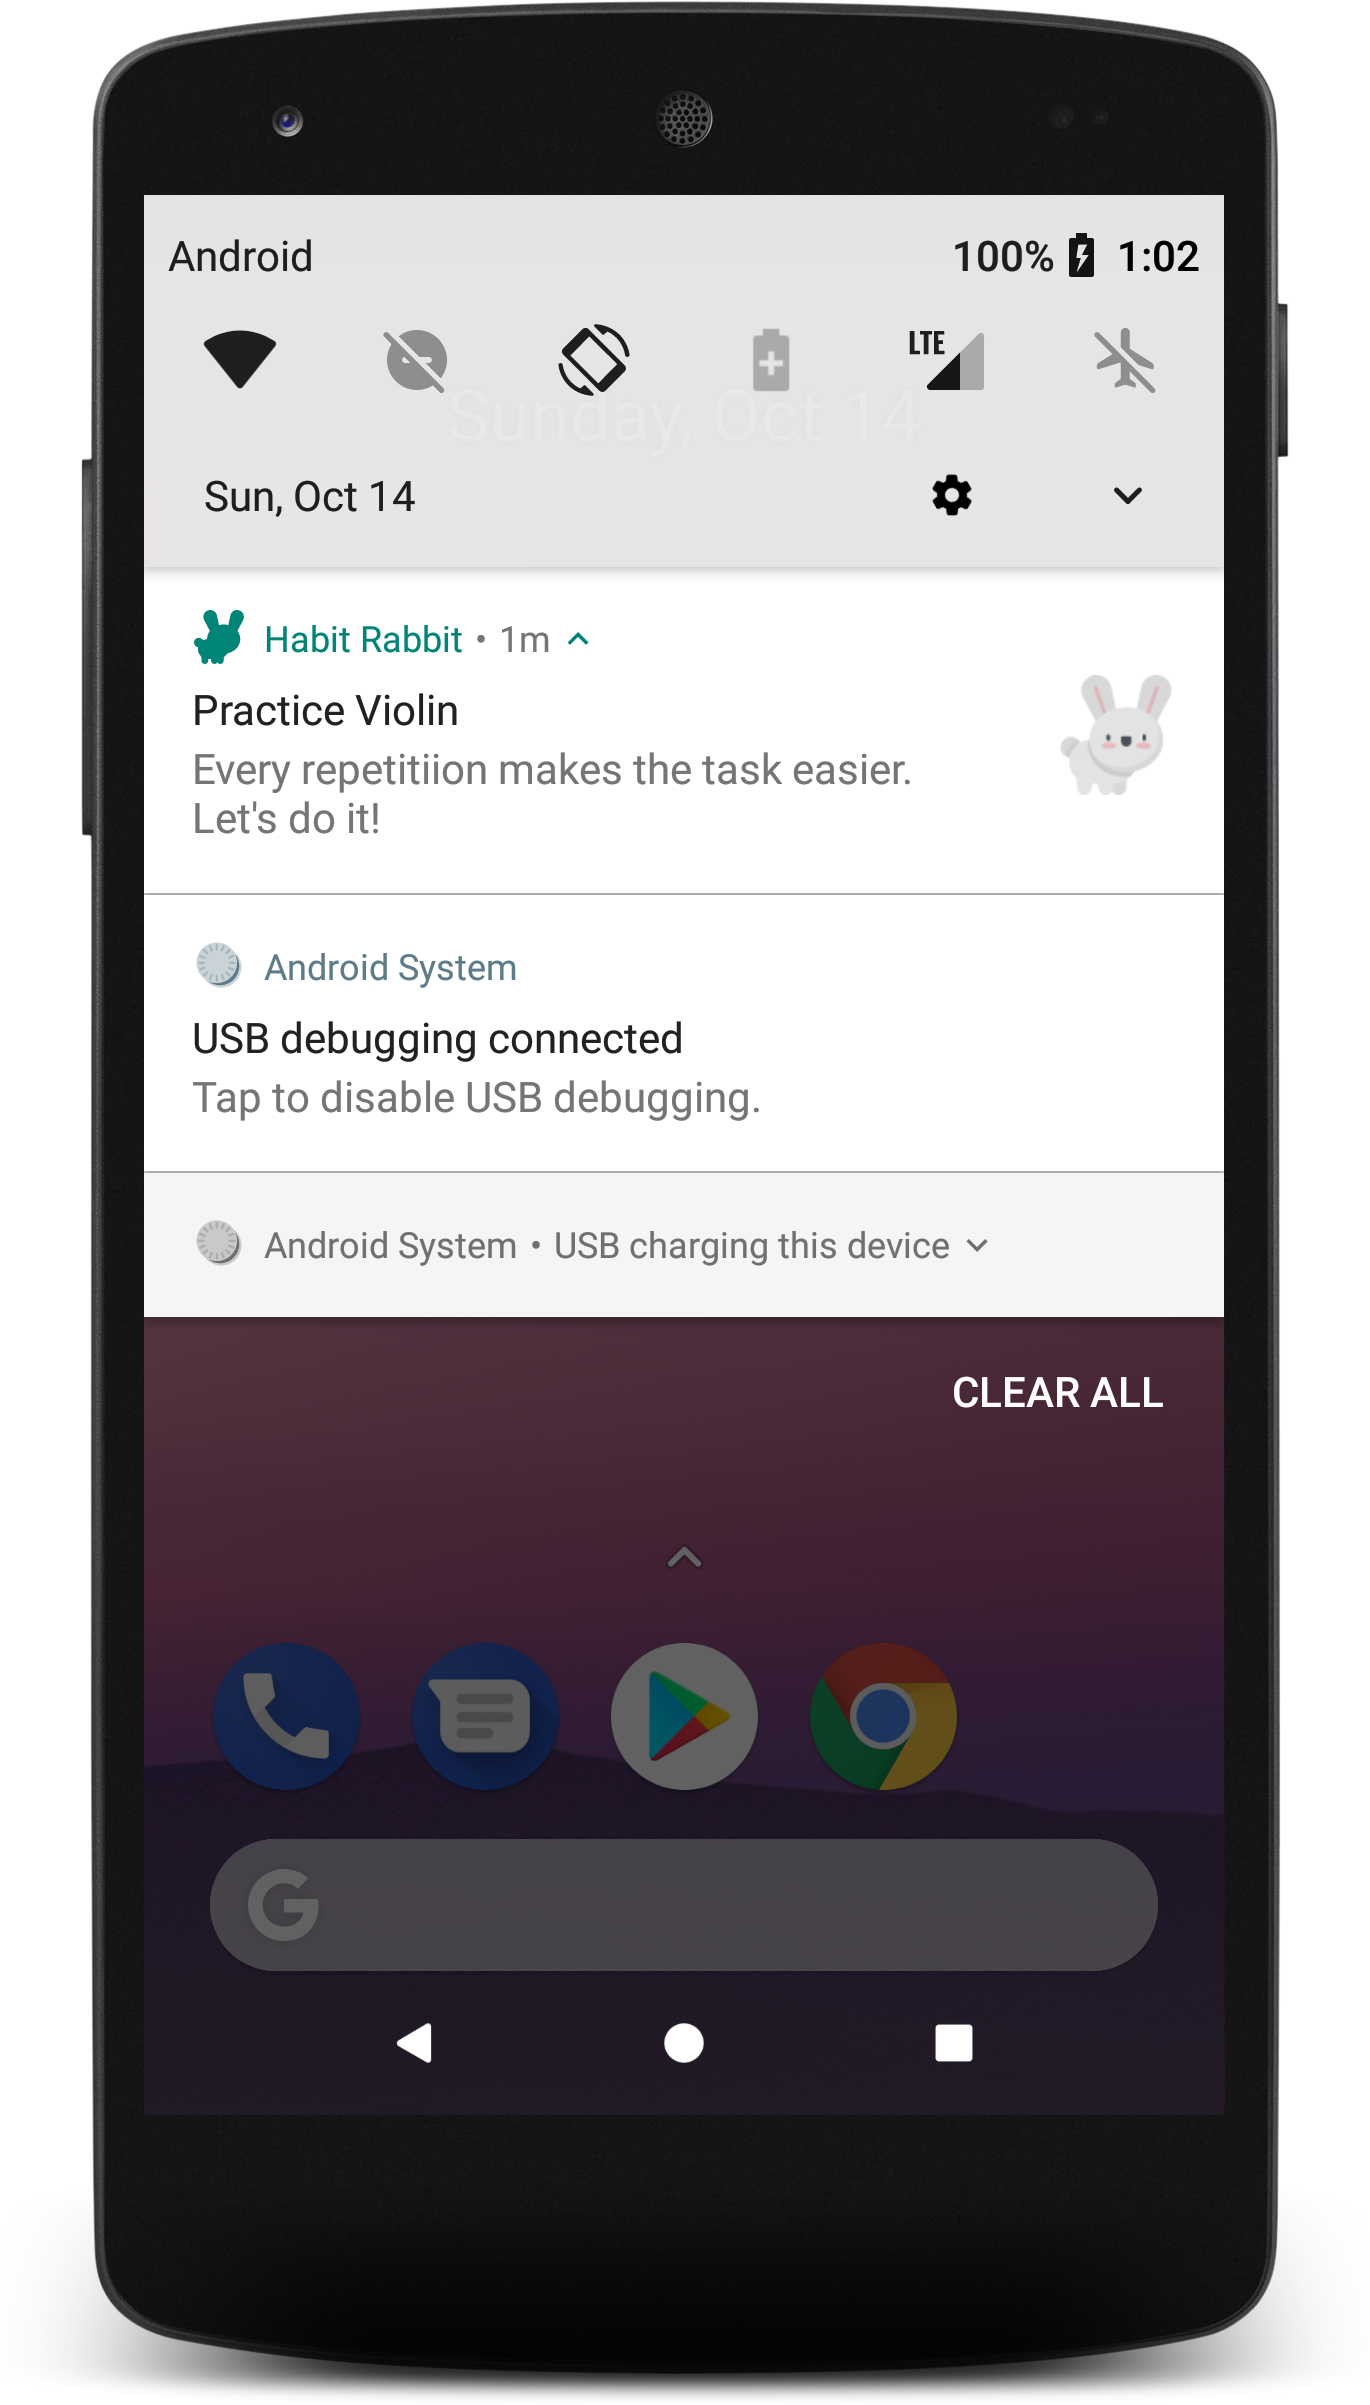 Android
100% 1:02
LTE
Sunday, Oct 14
Sun, Oct 14
Habit Rabbit • 1m
Practice Violin
Every repetitiion makes the task easier.
Let's do it!
Android System
USB debugging connected
Tap to disable USB debugging.
Android System • USB charging this device
CLEAR ALL
G